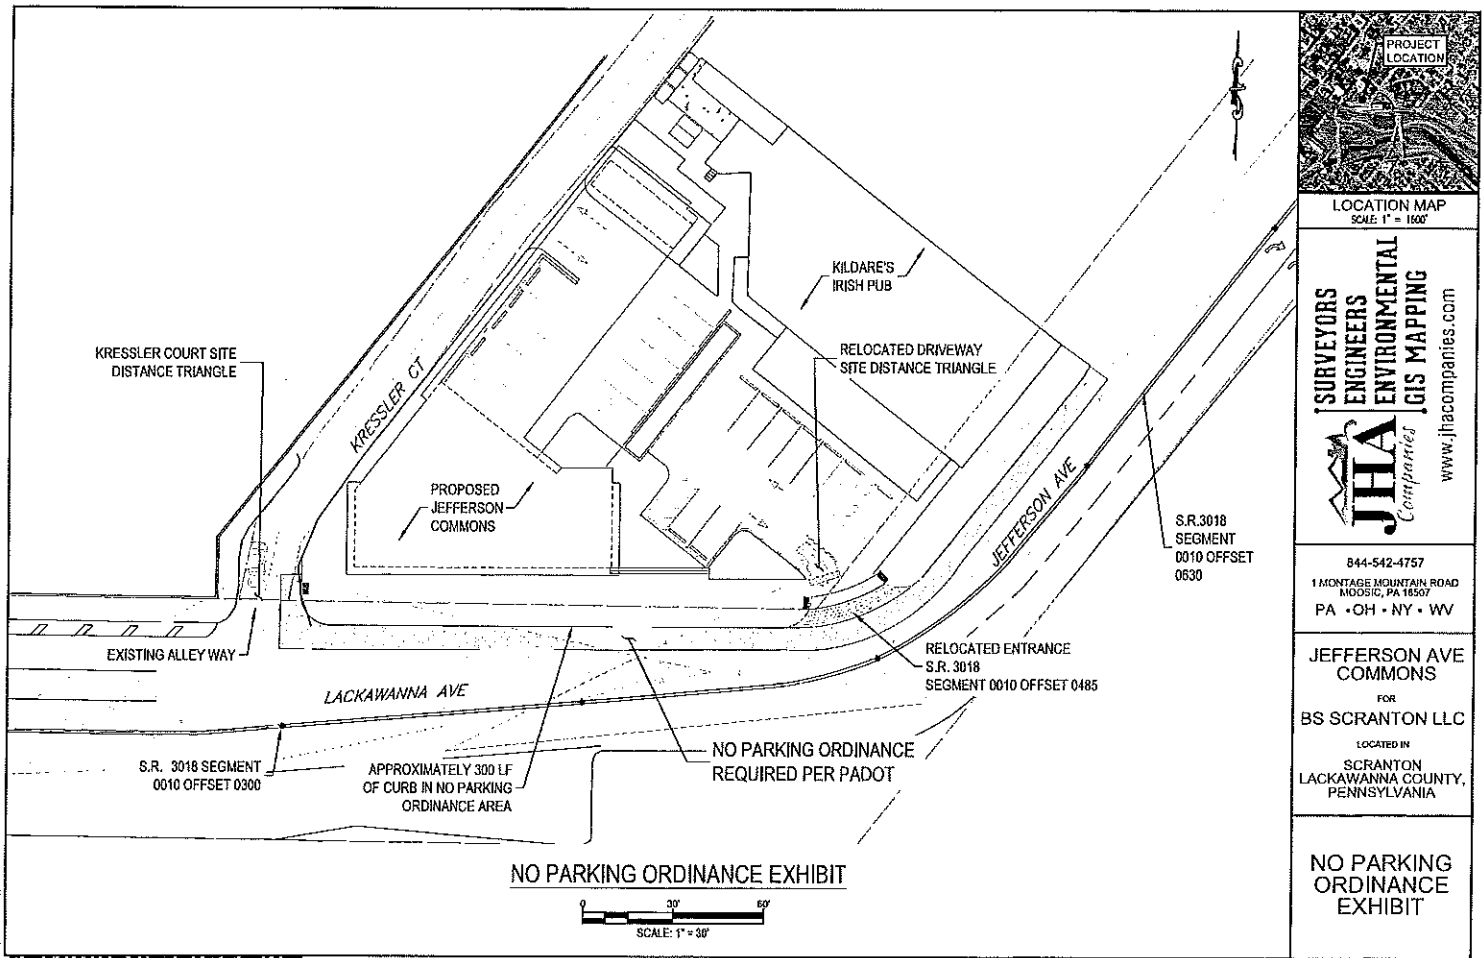 PROJECT
LOCATION
LOCATION MAP
SCALE: 1" = 1600'
SURVEYORS
ENGINEERS
ENVIRONMENTAL
GIS MAPPING
JHA
Companies
www.jhacompanies.com
844-542-4757
1 MONTAGE MOUNTAIN ROAD
MOOSIC, PA 18507
PA • OH • NY • WV
JEFFERSON AVE
COMMONS
FOR
BS SCRANTON LLC
LOCATED IN
SCRANTON
LACKAWANNA COUNTY,
PENNSYLVANIA
NO PARKING
ORDINANCE
EXHIBIT
KILDARE'S
IRISH PUB
KRESSLER COURT SITE
DISTANCE TRIANGLE
RELOCATED DRIVEWAY
SITE DISTANCE TRIANGLE
KRESSLER CT
PROPOSED
JEFFERSON
COMMONS
JEFFERSON AVE
S.R.3018
SEGMENT
0010 OFFSET
0630
EXISTING ALLEY WAY
RELOCATED ENTRANCE
S.R. 3018
SEGMENT 0010 OFFSET 0485
LACKAWANNA AVE
S.R. 3018 SEGMENT
0010 OFFSET 0300
APPROXIMATELY 300 LF
OF CURB IN NO PARKING
ORDINANCE AREA
NO PARKING ORDINANCE
REQUIRED PER PADOT
NO PARKING ORDINANCE EXHIBIT
0 30' 60'
SCALE: 1" = 30'